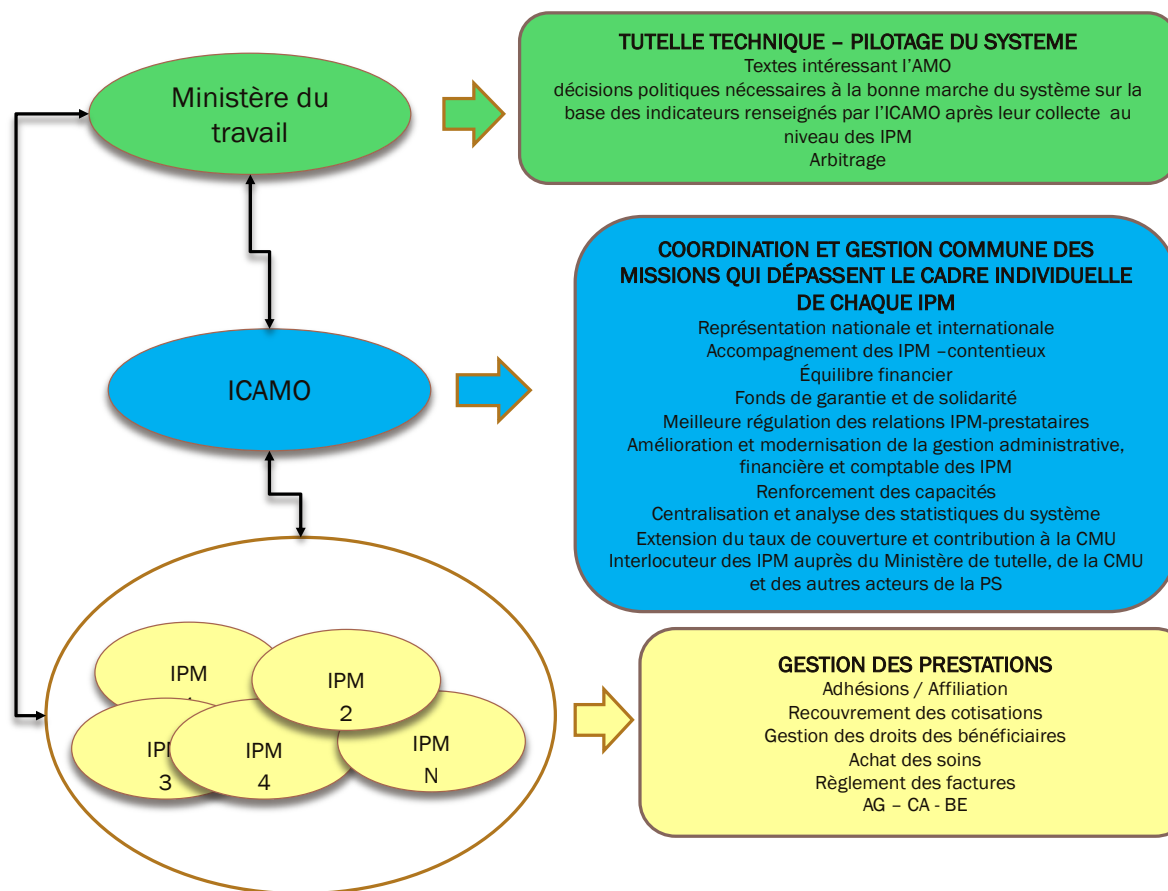 Ministère du
travail
TUTELLE TECHNIQUE – PILOTAGE DU SYSTEME
Textes intéressant l'AMO
décisions politiques nécessaires à la bonne marche du système sur la
base des indicateurs renseignés par l'ICAMO après leur collecte au
niveau des IPM
Arbitrage
ICAMO
COORDINATION ET GESTION COMMUNE DES
MISSIONS QUI DÉPASSENT LE CADRE INDIVIDUELLE
DE CHAQUE IPM
Représentation nationale et internationale
Accompagnement des IPM –contentieux
Équilibre financier
Fonds de garantie et de solidarité
Meilleure régulation des relations IPM-prestataires
Amélioration et modernisation de la gestion administrative,
financière et comptable des IPM
Renforcement des capacités
Centralisation et analyse des statistiques du système
Extension du taux de couverture et contribution à la CMU
Interlocuteur des IPM auprès du Ministère de tutelle, de la CMU
et des autres acteurs de la PS
IPM
IPM
2
IPM
3
IPM
4
IPM
N
GESTION DES PRESTATIONS
Adhésions / Affiliation
Recouvrement des cotisations
Gestion des droits des bénéficiaires
Achat des soins
Règlement des factures
AG – CA - BE